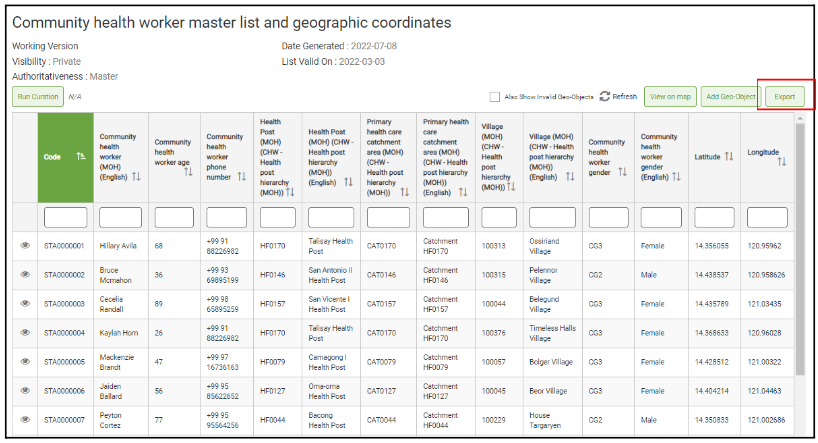 Community health worker master list and geographic coordinates
Working Version
Date Generated : 2022-07-08
Visibility : Private
List Valid On : 2022-03-03
Authoritativeness : Master
Run Curation N/A Also Show Invalid Geo-Objects Refresh View on map Add Geo-Object Export
Code
Community
health
worker
(MOH)
(English)
Community
health
worker age
Community
health
worker
phone
number
Health
Post
(MOH)
(CHW -
Health
post
hierarchy
(MOH))
Health Post
(MOH) (CHW -
Health post
hierarchy
(MOH))
(English)
Primary
health care
catchment
area (MOH)
(CHW -
Health post
hierarchy
(MOH))
Primary health
care
catchment
area (MOH)
(CHW - Health
post hierarchy
(MOH))
(English)
Village
(MOH)
(CHW -
Health
post
hierarchy
(MOH))
Village (MOH)
(CHW - Health
post hierarchy
(MOH))
(English)
Community
health
worker
gender
Community
health
worker
gender
(MOH)
(English)
Latitude
Longitude
STA0000001 Hillary Avila 68 +99 91 88226982 HF0170 Talisay Health Post CAT0170 Catchment HF0170 100313 Ossiriand Village CG3 Female 14.356055 120.95962
STA0000002 Bruce Mcmahon 36 +99 93 69895199 HF0146 San Antonio II Health Post CAT0146 Catchment HF0146 100315 Pelennor Village CG2 Male 14.438537 120.958626
STA0000003 Cecelia Randall 89 +99 98 65895259 HF0157 San Vicente I Health Post CAT0157 Catchment HF0157 100044 Belegund Village CG3 Female 14.435789 121.03435
STA0000004 Kaylah Horn 26 +99 91 88226982 HF0170 Talisay Health Post CAT0170 Catchment HF0170 100376 Timeless Halls Village CG3 Female 14.368633 120.96028
STA0000005 Mackenzie Brandt 47 +99 97 16736163 HF0079 Camagong I Health Post CAT0079 Catchment HF0079 100057 Bolger Village CG3 Female 14.428512 121.00322
STA0000006 Jaiden Ballard 56 +99 95 85622652 HF0127 Oma-oma Health Post CAT0127 Catchment HF0127 100045 Beor Village CG3 Female 14.404214 121.04463
STA0000007 Peyton Cortez 77 +99 95 95564256 HF0044 Bacong Health Post CAT0044 Catchment HF0044 100229 House Targaryen CG2 Male 14.350833 121.002686